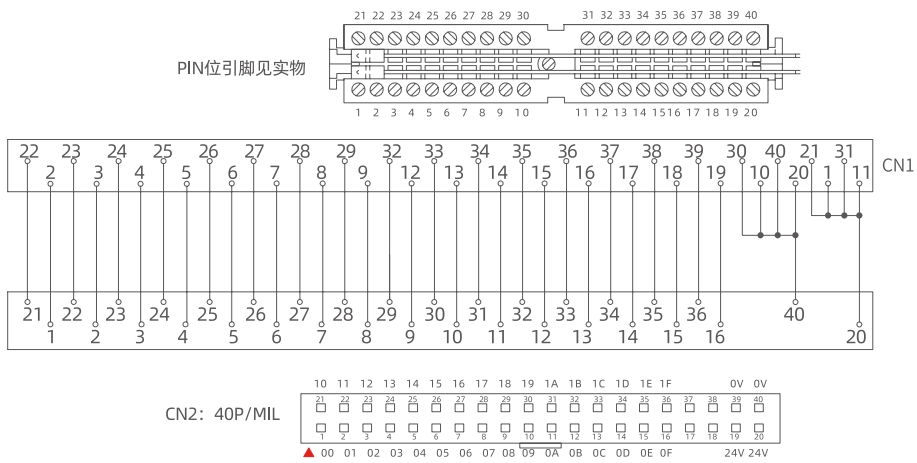 21 22 23 24 25 26 27 28 29 30 31 32 33 34 35 36 37 38 39 40
PIN位引脚见实物
1 2 3 4 5 6 7 8 9 10 11 12 13 14 15 16 17 18 19 20
22 23 24 25 26 27 28 29 32 33 34 35 36 37 38 39 30 40 21 31
CN1
2 3 4 5 6 7 8 9 12 13 14 15 16 17 18 19 10 20 1 11
21 22 23 24 25 26 27 28 29 30 31 32 33 34 35 36 40
1 2 3 4 5 6 7 8 9 10 11 12 13 14 15 16 20
10 11 12 13 14 15 16 17 18 19 1A 1B 1C 1D 1E 1F 0V 0V
21 22 23 24 25 26 27 28 29 30 31 32 33 34 35 36 37 38 39 40
CN2: 40P/MIL
1 2 3 4 5 6 7 8 9 10 11 12 13 14 15 16 17 18 19 20
00 01 02 03 04 05 06 07 08 09 0A 0B 0C 0D 0E 0F 24V 24V